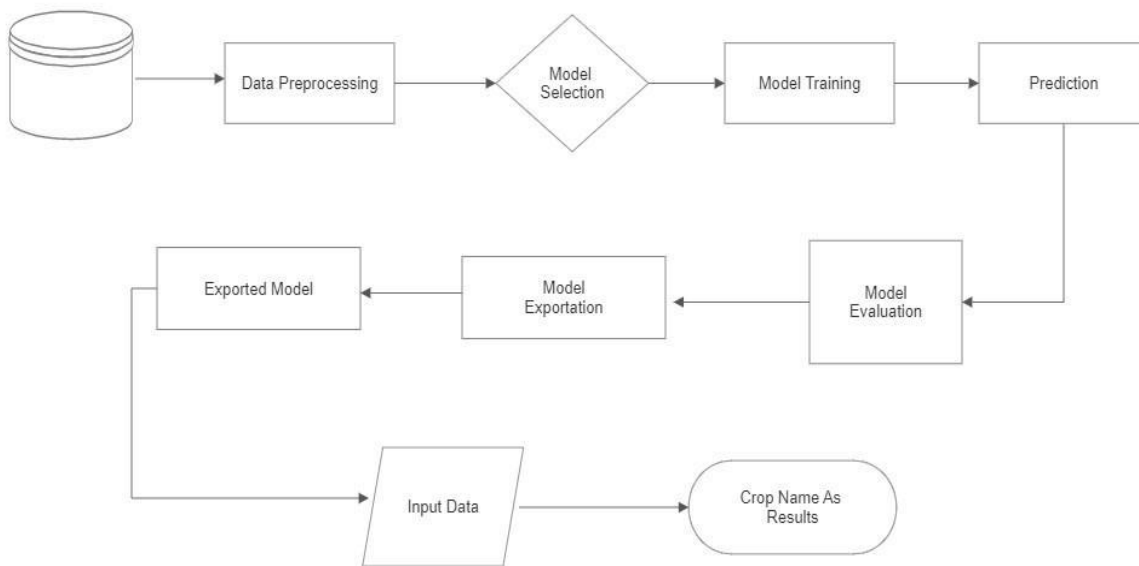 Data Preprocessing
Model
Selection
Model Training
Prediction
Exported Model
Model
Exportation
Model
Evaluation
Input Data
Crop Name As
Results